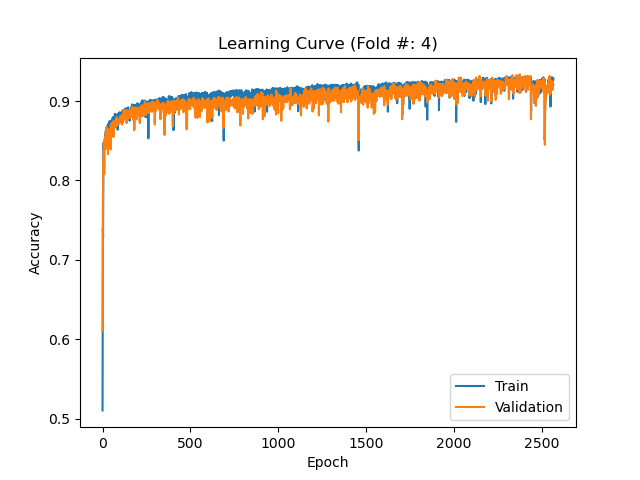 Learning Curve (Fold #: 4)
Accuracy
0.9
0.8
0.7
0.6
0.5
0
500
1000
1500
2000
2500
Epoch
Train
Validation